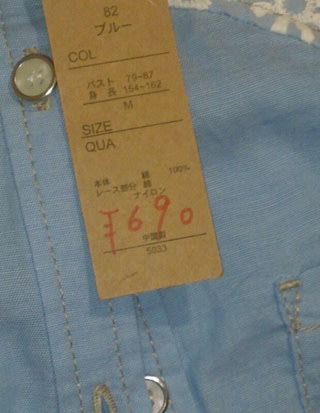 82
ブルー
COL
バスト 79-87
身長 154-162
M
SIZE
QUA
本体 綿 100%
レース部分 綿
ナイロン
¥690
中国製
5033